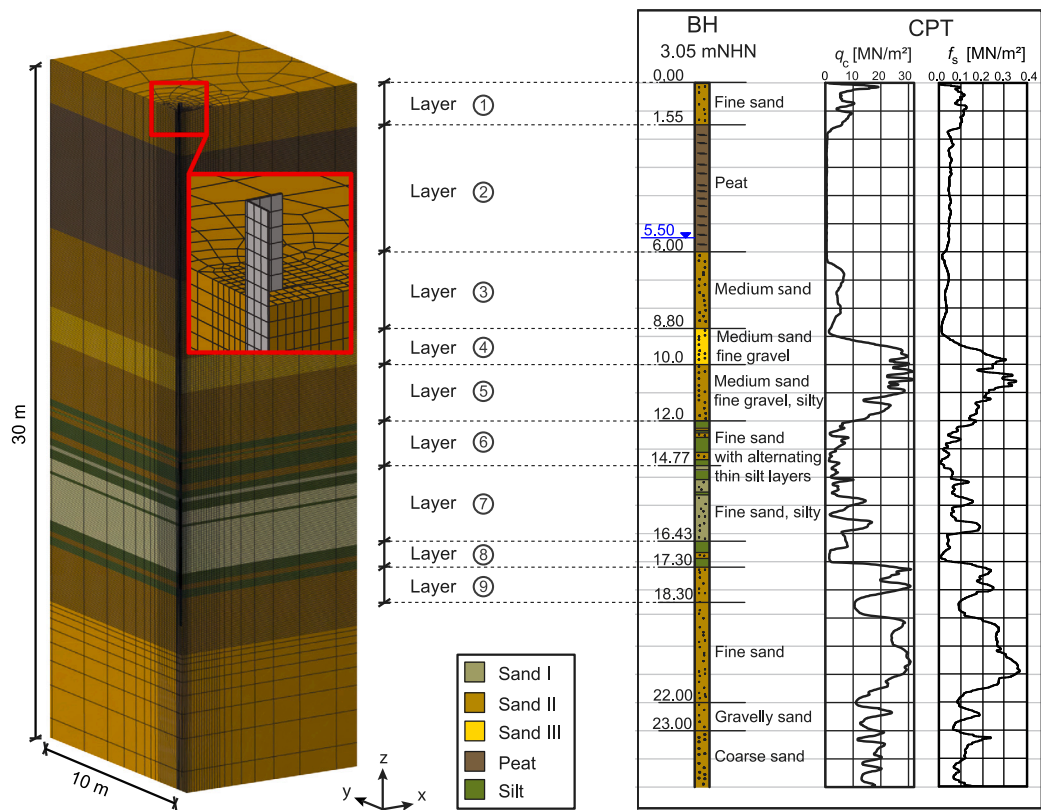 BH
CPT
3.05 mNHN
qc [MN/m²]
fs [MN/m²]
0 10 20 30
0.0 0.1 0.2 0.3 0.4
0.00
Layer 1
Fine sand
1.55
Layer 2
Peat
5.50
6.00
Layer 3
Medium sand
8.80
Layer 4
Medium sand
fine gravel
10.0
Layer 5
Medium sand
fine gravel, silty
12.0
Layer 6
Fine sand
with alternating
thin silt layers
14.77
Layer 7
Fine sand, silty
16.43
Layer 8
17.30
Layer 9
18.30
Fine sand
22.00
Gravelly sand
23.00
Coarse sand
30 m
10 m
z
y
x
Sand I
Sand II
Sand III
Peat
Silt